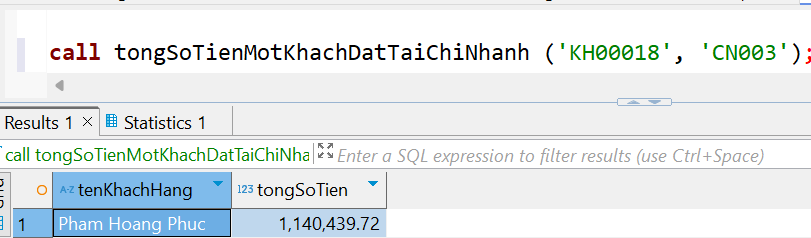 call tongSoTienMotKhachDatTaiChiNhanh ('KH00018', 'CN003');
Results 1 × Statistics 1
call tongSoTienMotKhachDatTaiChiNha Enter a SQL expression to filter results (use Ctrl+Space)
A-Z tenKhachHang 123 tongSoTien
1 Pham Hoang Phuc 1,140,439.72